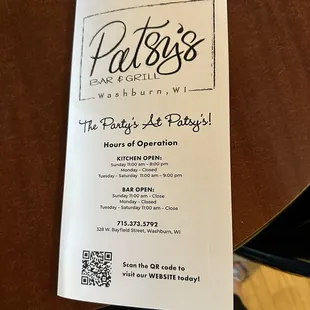 Patsy's
BAR & GRILL
Washburn, WI
The Party's At Patsy's!
Hours of Operation
KITCHEN OPEN:
Sunday 11:00 am - 8:00 pm
Monday - Closed
Tuesday - Saturday 11:00 am - 9:00 pm
BAR OPEN:
Sunday 11:00 am - Close
Monday - Closed
Tuesday - Saturday 11:00 am - Close
715.373.5792
328 W. Bayfield Street, Washburn, WI
Scan the QR code to
visit our WEBSITE today!